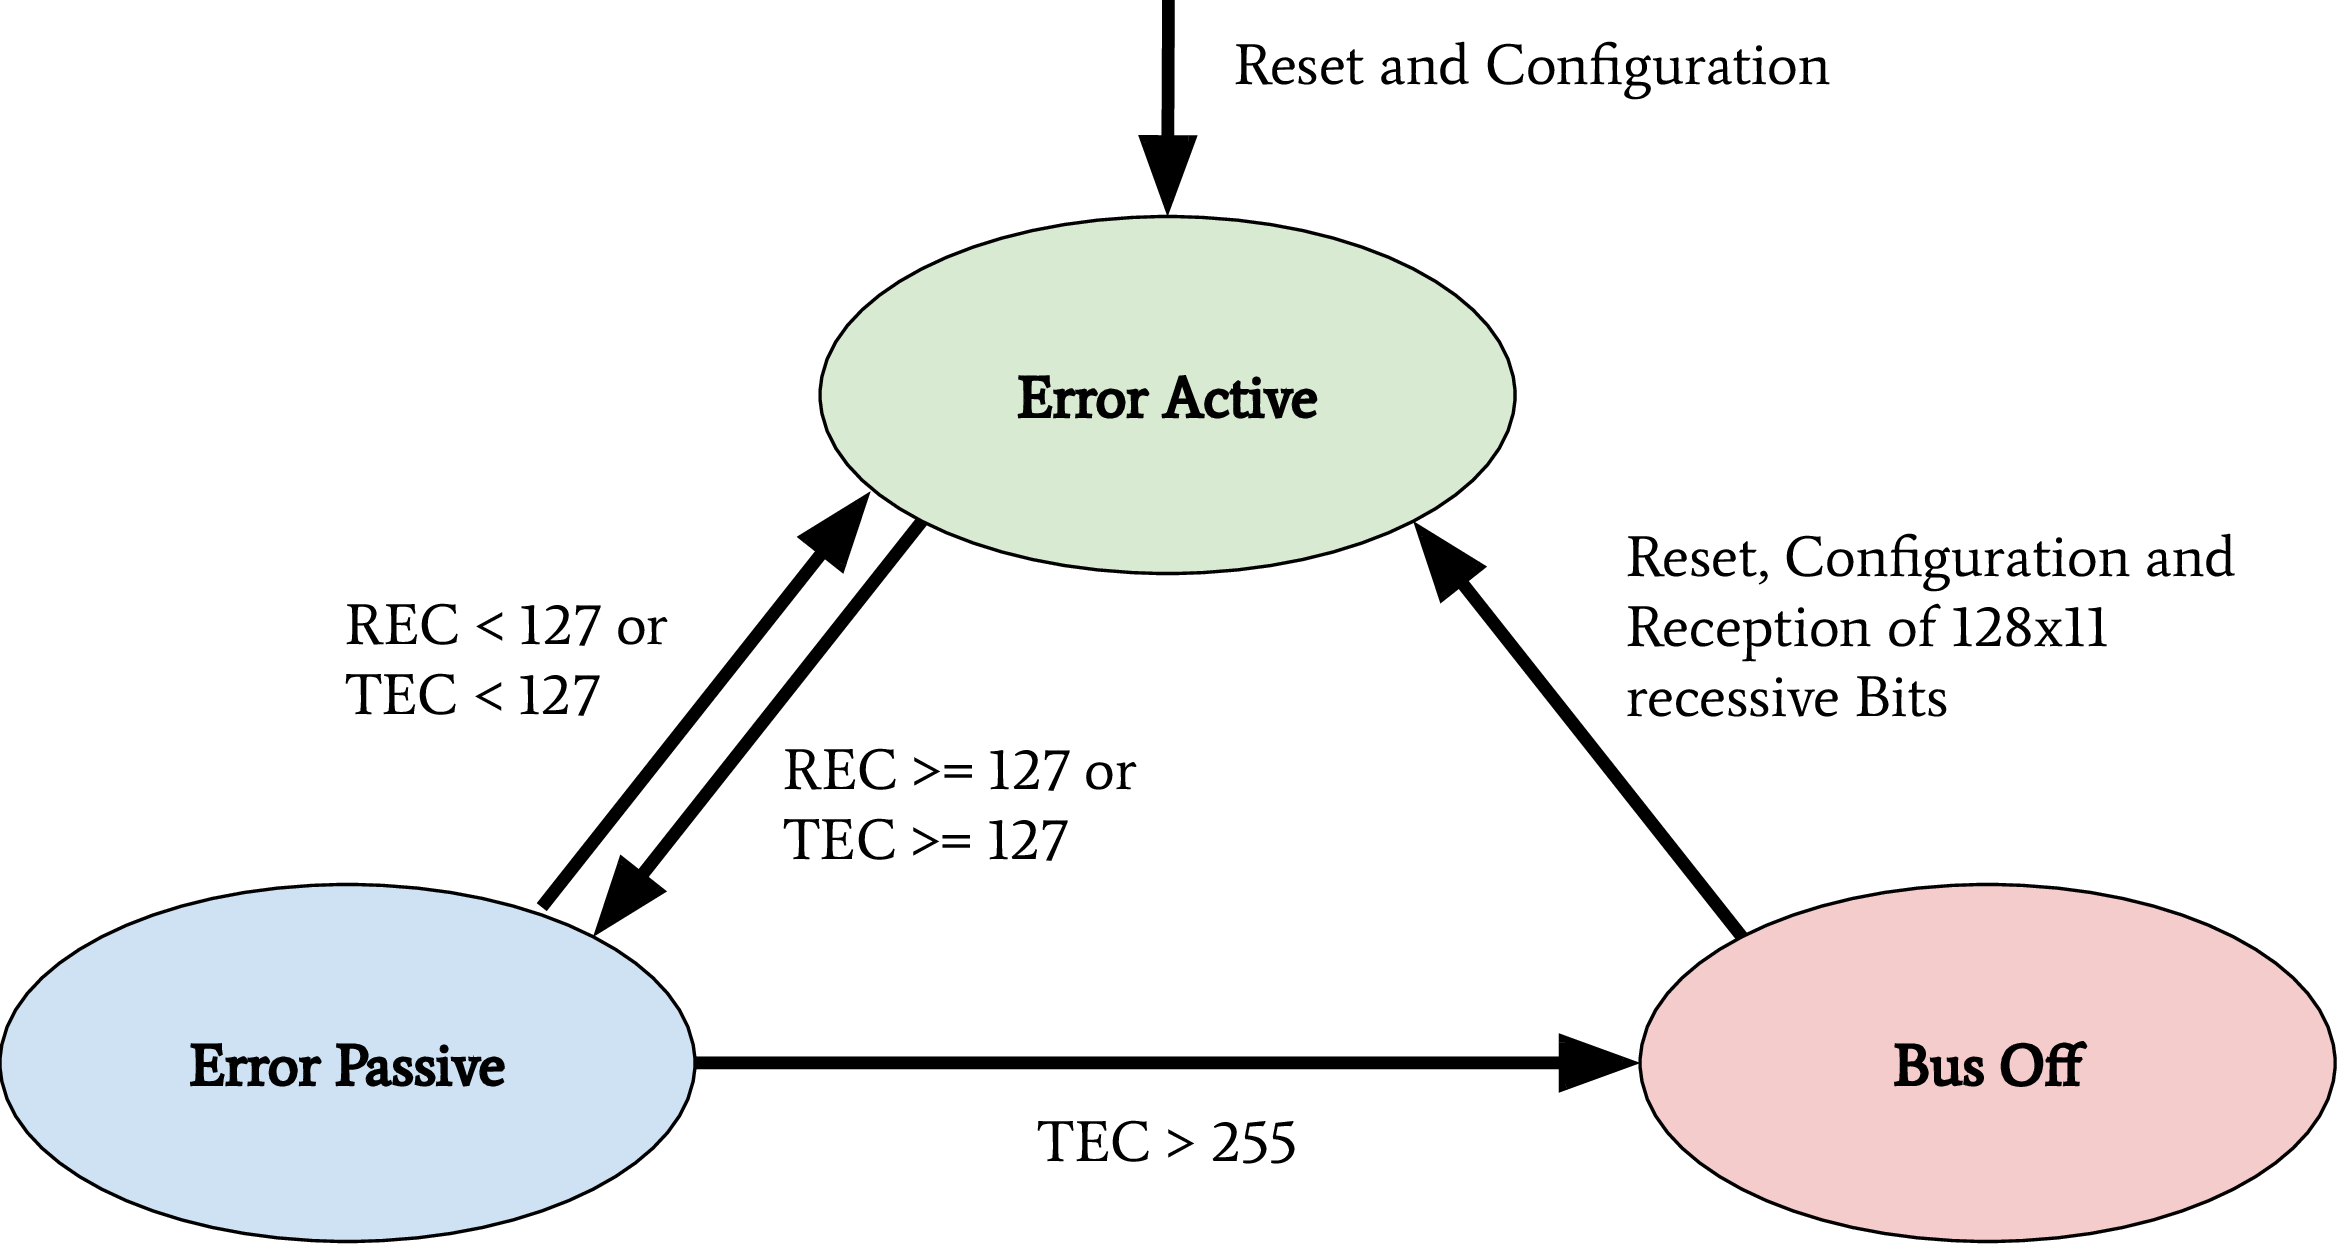 Reset and Configuration
Error Active
REC < 127 or
TEC < 127
Reset, Configuration and
Reception of 128x11
recessive Bits
REC >= 127 or
TEC >= 127
Error Passive
Bus Off
TEC > 255